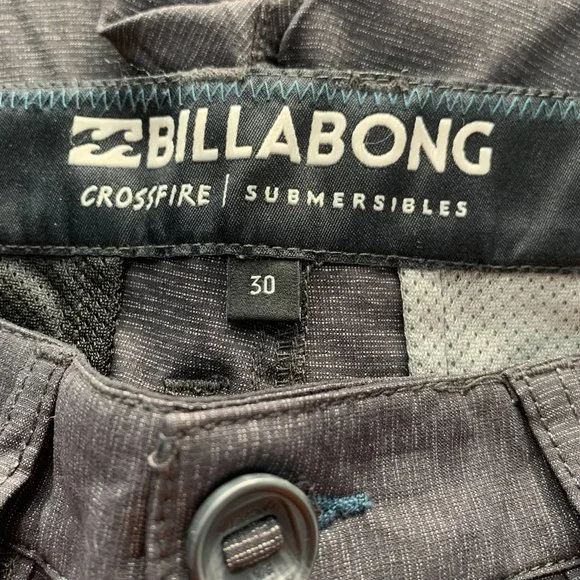 BILLABONG
CROSSFIRE | SUBMERSIBLES
30